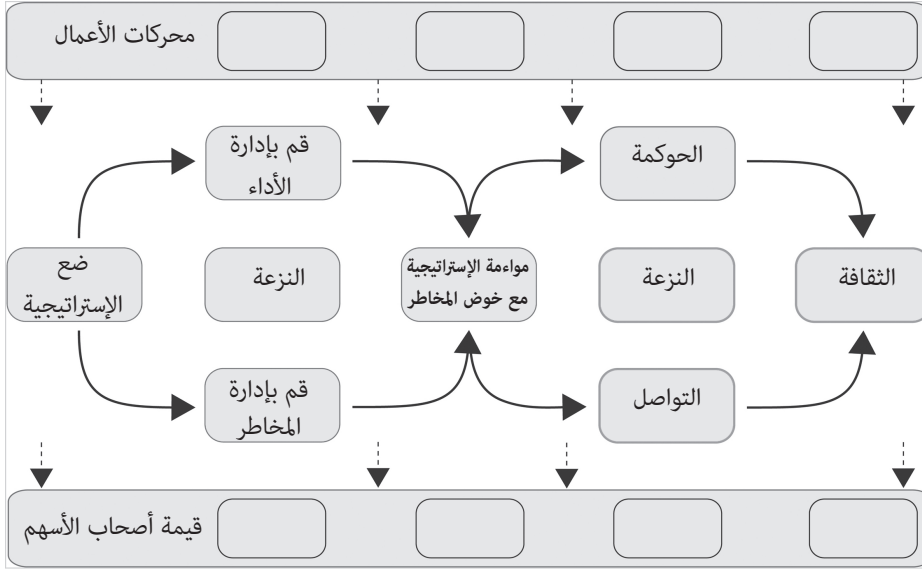 محركات الأعمال
قم بإدارة
الأداء
الحوكمة
ضع
الإستراتيجية
النزعة
مواءمة الإستراتيجية
مع خوض المخاطر
النزعة
الثقافة
قم بإدارة
المخاطر
التواصل
قيمة أصحاب الأسهم